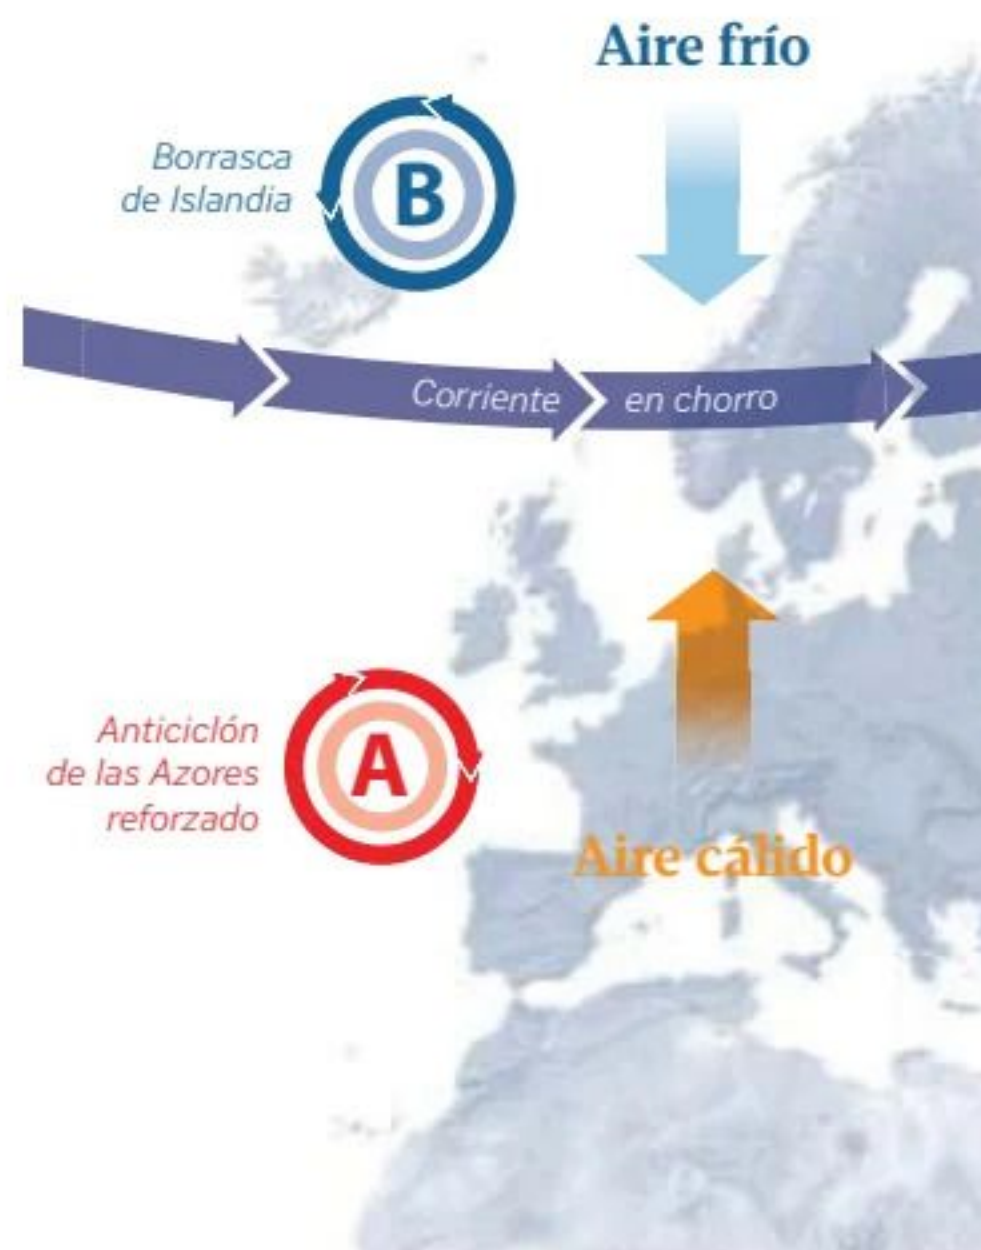 Aire frío
Borrasca
de Islandia
B
Corriente en chorro
Anticiclón
de las Azores
reforzado
A
Aire cálido